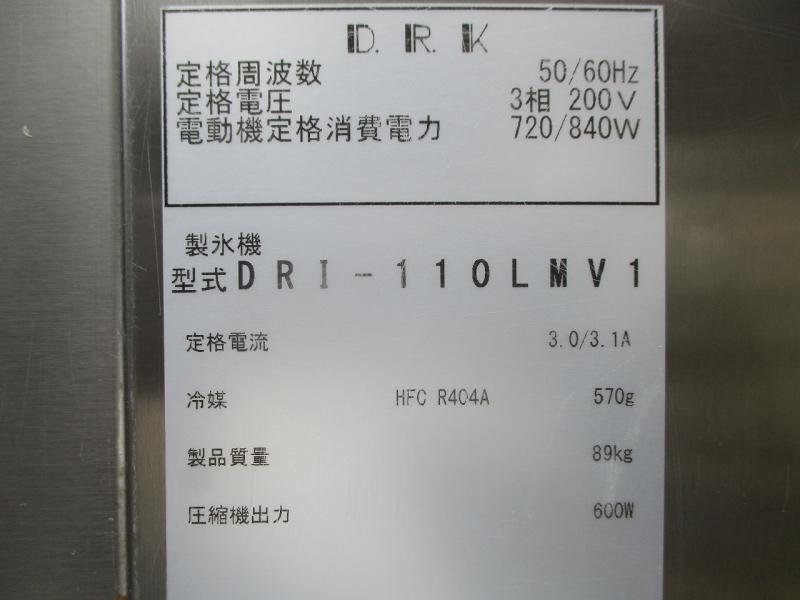 D. R. K
定格周波数 50/60Hz
定格電圧 3相 200V
電動機定格消費電力 720/840W
製氷機
型式DRI-110LMV1
定格電流 3.0/3.1A
冷媒 HFC R404A 570g
製品質量 89kg
圧縮機出力 600W